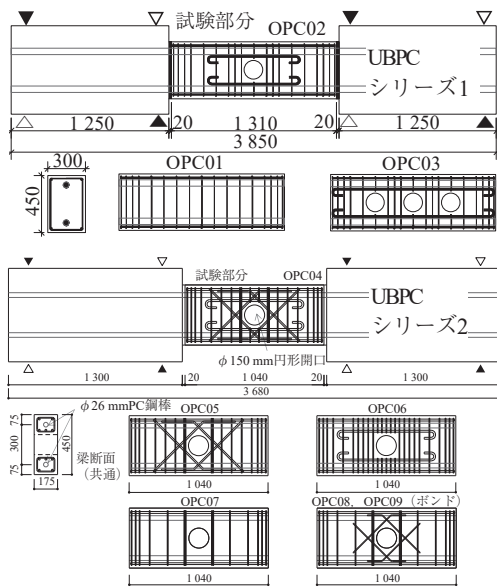 試験部分
OPC02
UBPC
シリーズ1
1 250
20
1 310
20
1 250
3 850
300
450
OPC01
OPC03
試験部分
OPC04
UBPC
シリーズ2
φ150 mm円形開口
1 300
20
1 040
20
1 300
3 680
φ26 mmPC鋼棒
75
300
75
450
梁断面
(共通)
175
OPC05
1 040
OPC06
1 040
OPC07
1 040
OPC08, OPC09(ボンド)
1 040